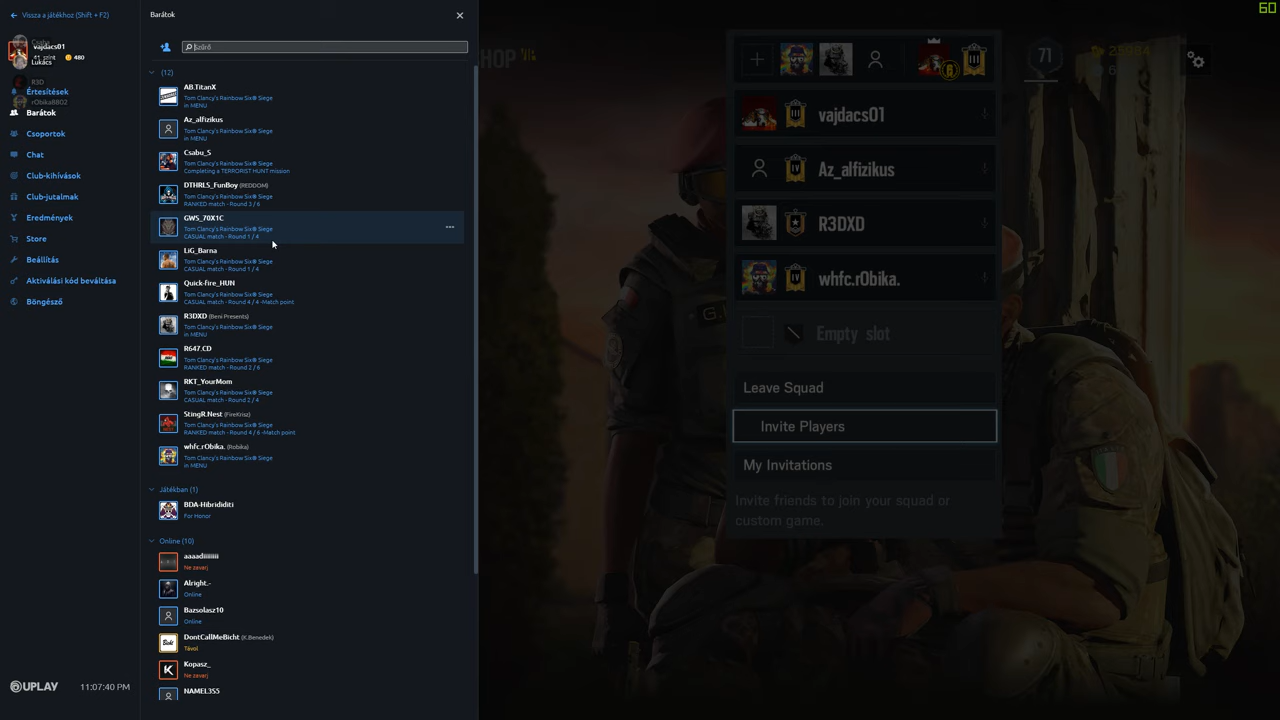 Vissza a játékhoz (Shift + F2)
Csaba
vajdacs01
41. szint
480
Lukács
R3D
Értesítések
r0bika8802
Barátok
Csoportok
Chat
Club-kihívások
Club-jutalmak
Eredmények
Store
Beállítás
Aktiválási kód beváltása
Böngésző
UPLAY
11:07:40 PM
Barátok
Szűrő
(12)
AB.TitanX
Tom Clancy's Rainbow Six® Siege
in MENU
Az_alfizikus
Tom Clancy's Rainbow Six® Siege
in MENU
Csabu_S
Tom Clancy's Rainbow Six® Siege
Completing a TERRORIST HUNT mission
DTHRLS_FunBoy (REDDOM)
Tom Clancy's Rainbow Six® Siege
RANKED match - Round 3 / 6
GWS_70X1C
Tom Clancy's Rainbow Six® Siege
CASUAL match - Round 1 / 4
LiG_Barna
Tom Clancy's Rainbow Six® Siege
CASUAL match - Round 1 / 4
Quick-fire_HUN
Tom Clancy's Rainbow Six® Siege
CASUAL match - Round 4 / 4 -Match point
R3DXD (Beni Presents)
Tom Clancy's Rainbow Six® Siege
in MENU
R647.CD
Tom Clancy's Rainbow Six® Siege
RANKED match - Round 2 / 6
RKT_YourMom
Tom Clancy's Rainbow Six® Siege
CASUAL match - Round 2 / 4
StingR.Nest (FireKrisz)
Tom Clancy's Rainbow Six® Siege
RANKED match - Round 4 / 6 -Match point
whfc.rObika. (Robika)
Tom Clancy's Rainbow Six® Siege
in MENU
Játékban (1)
BDA-Hibrididiti
For Honor
Online (10)
Ne zavarj
Alright.-
Online
Bazsolasz10
Online
DontCallMeBicht (K.Benedek)
Távol
K
Kopasz_
Ne zavarj
NAMEL3S5
60
SHOP
71
vajdacs01
Az_alfizikus
R3DXD
whfc.rObika.
Empty slot
Leave Squad
Invite Players
My Invitations
Invite friends to join your squad or
custom game.